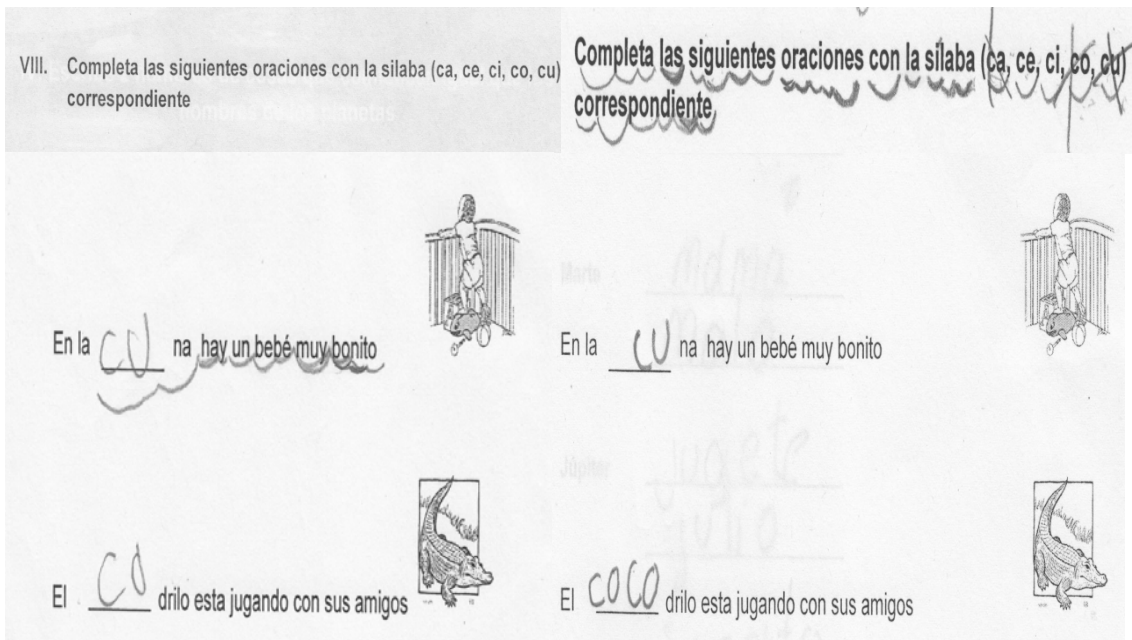 VIII. Completa las siguientes oraciones con la silaba (ca, ce, ci, co, cu)
correspondiente
En la cu na hay un bebé muy bonito
El co drilo esta jugando con sus amigos
Completa las siguientes oraciones con la silaba (ca, ce, ci, co, cu)
correspondiente
Marte mama
En la cu na hay un bebé muy bonito
Júpiter
El coco drilo esta jugando con sus amigos